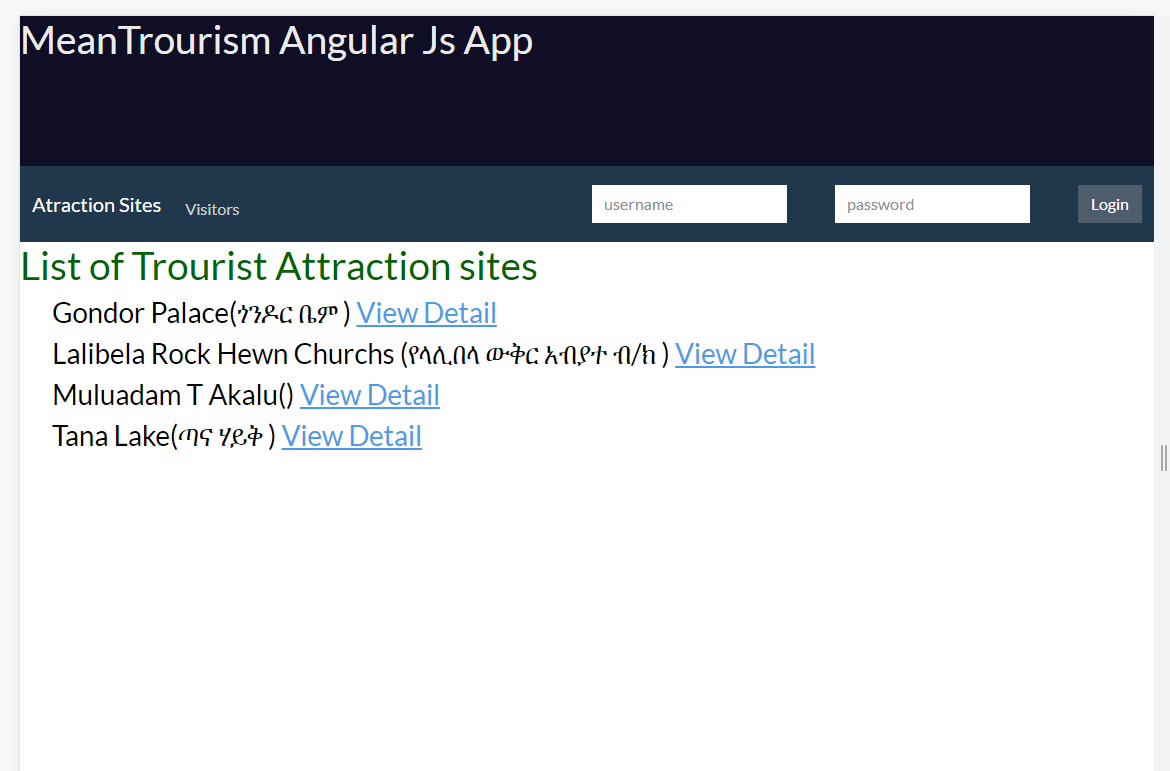 MeanTrourism Angular Js App
Atraction Sites Visitors username password Login
List of Trourist Attraction sites
Gondor Palace(ጎንዶር ቤም ) View Detail
Lalibela Rock Hewn Churchs (የላሊበላ ውቅር አብያተ ብ/ክ ) View Detail
Muluadam T Akalu() View Detail
Tana Lake(ጣና ሃይቅ ) View Detail